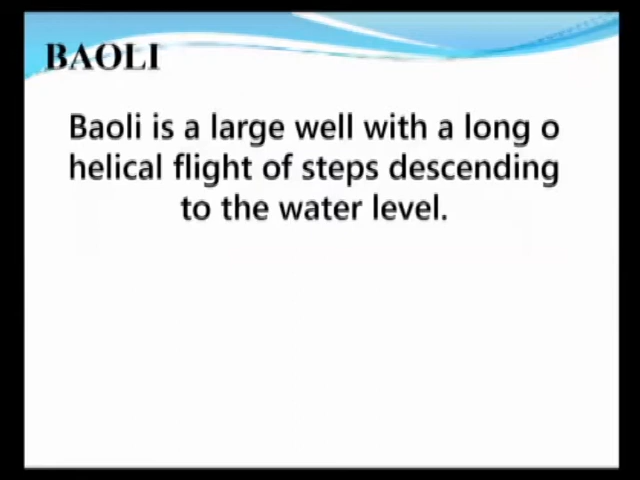 BAOLI
Baoli is a large well with a long o
helical flight of steps descending
to the water level.